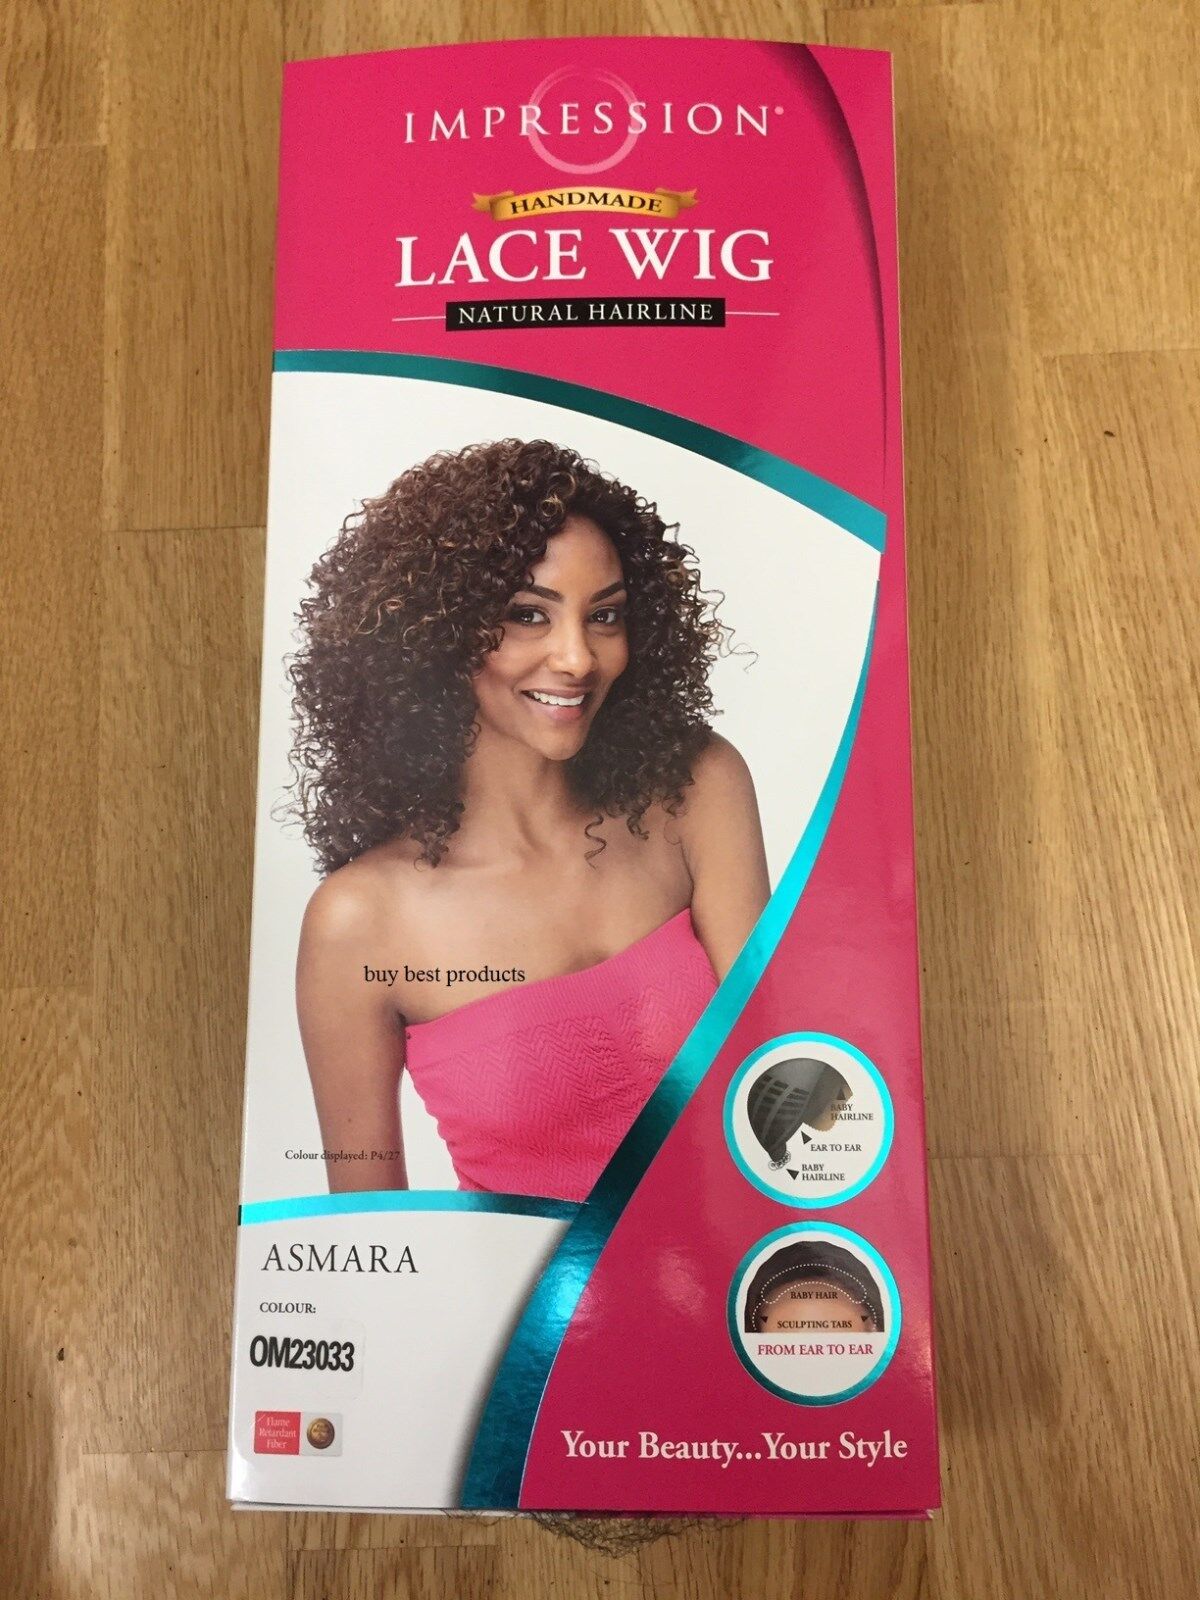 IMPRESSION®
HANDMADE
LACE WIG
NATURAL HAIRLINE
buy best products
Colour displayed: P4/27
BABY
HAIRLINE
EAR TO EAR
BABY
HAIRLINE
ASMARA
COLOUR:
OM23033
BABY HAIR
SCULPTING TABS
FROM EAR TO EAR
Flame
Retardant
Fiber
Your Beauty...Your Style